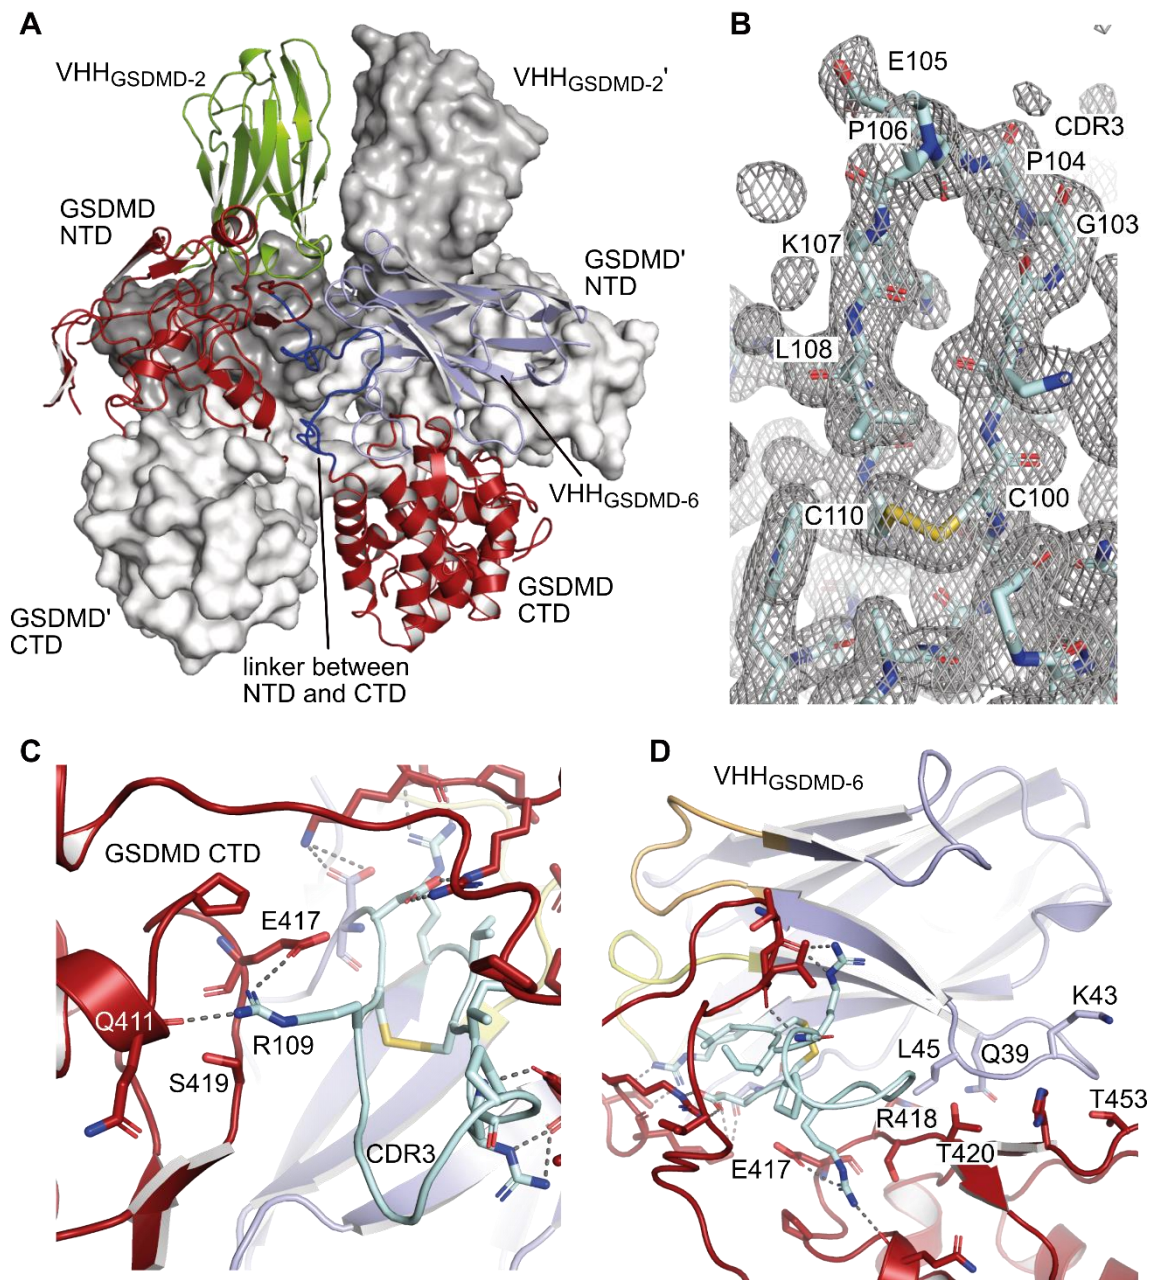 A
VHHGSDMD-2
VHHGSDMD-2'
GSDMD
NTD
GSDMD'
NTD
VHHGSDMD-6
GSDMD
CTD
GSDMD'
CTD
linker between
NTD and CTD
B
E105
P106
CDR3
P104
G103
K107
L108
C110
C100
C
GSDMD CTD
E417
Q411
R109
S419
CDR3
D
VHHGSDMD-6
K43
L45
Q39
R418
T453
E417
T420